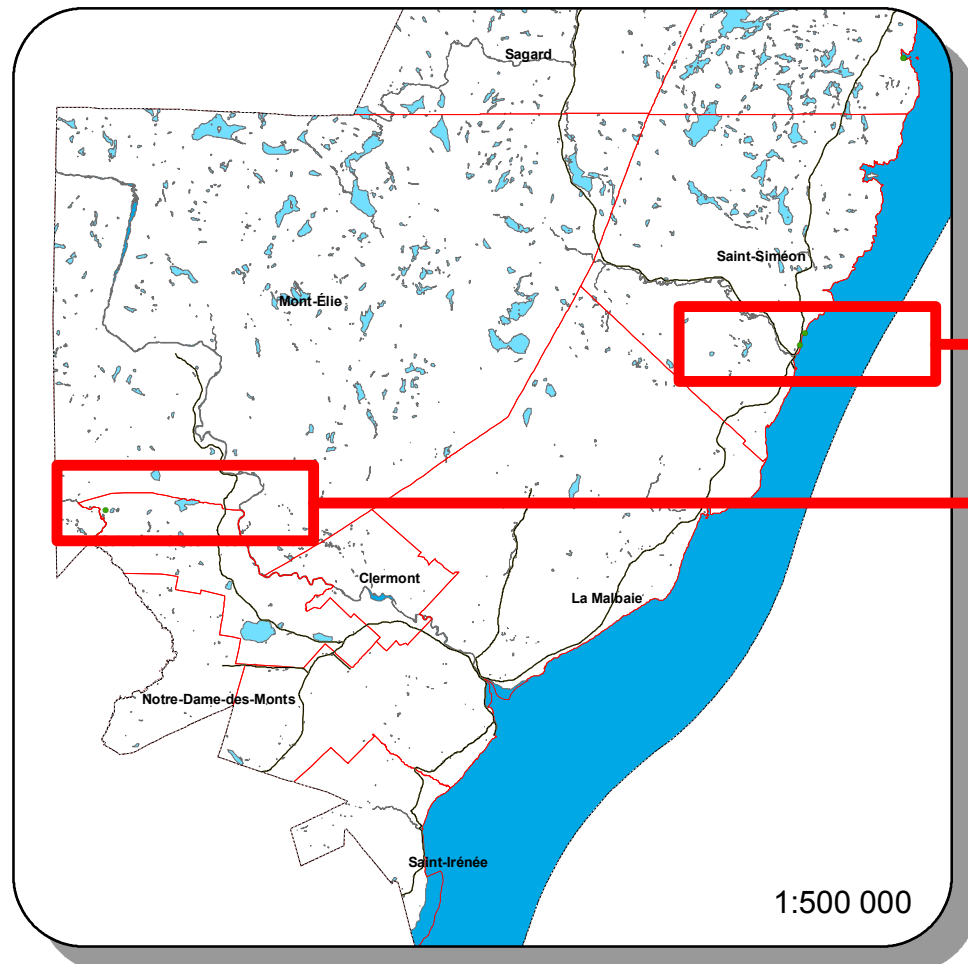 Sagard
Saint-Siméon
Mont-Élie
Clermont
La Malbaie
Notre-Dame-des-Monts
Saint-Irénée
1:500 000